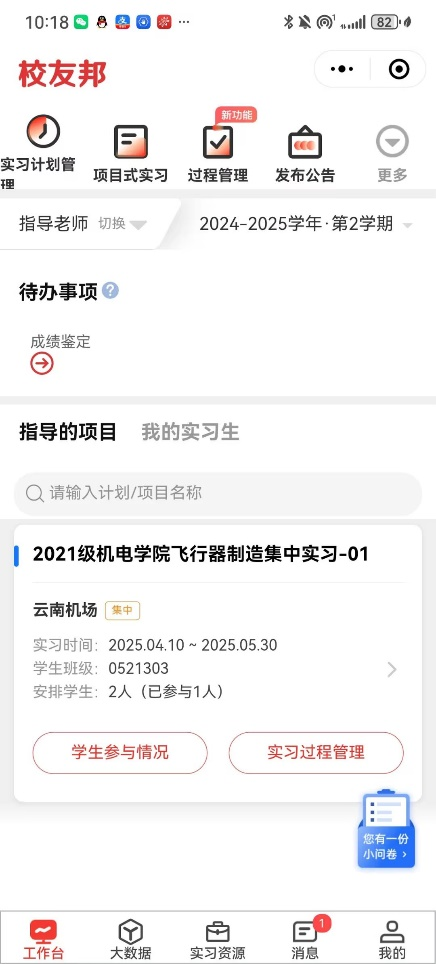 10:18
82
校友邦
新功能
实习计划管理
项目式实习
过程管理
发布公告
更多
指导老师 切换
2024-2025学年·第2学期
待办事项 ?
成绩鉴定
指导的项目 我的实习生
请输入计划/项目名称
2021级机电学院飞行器制造集中实习-01
云南机场 集中
实习时间: 2025.04.10 ~ 2025.05.30
学生班级: 0521303
安排学生: 2人（已参与1人）
学生参与情况 实习过程管理
您有一份
小问卷 ›
1
工作台 大数据 实习资源 消息 我的